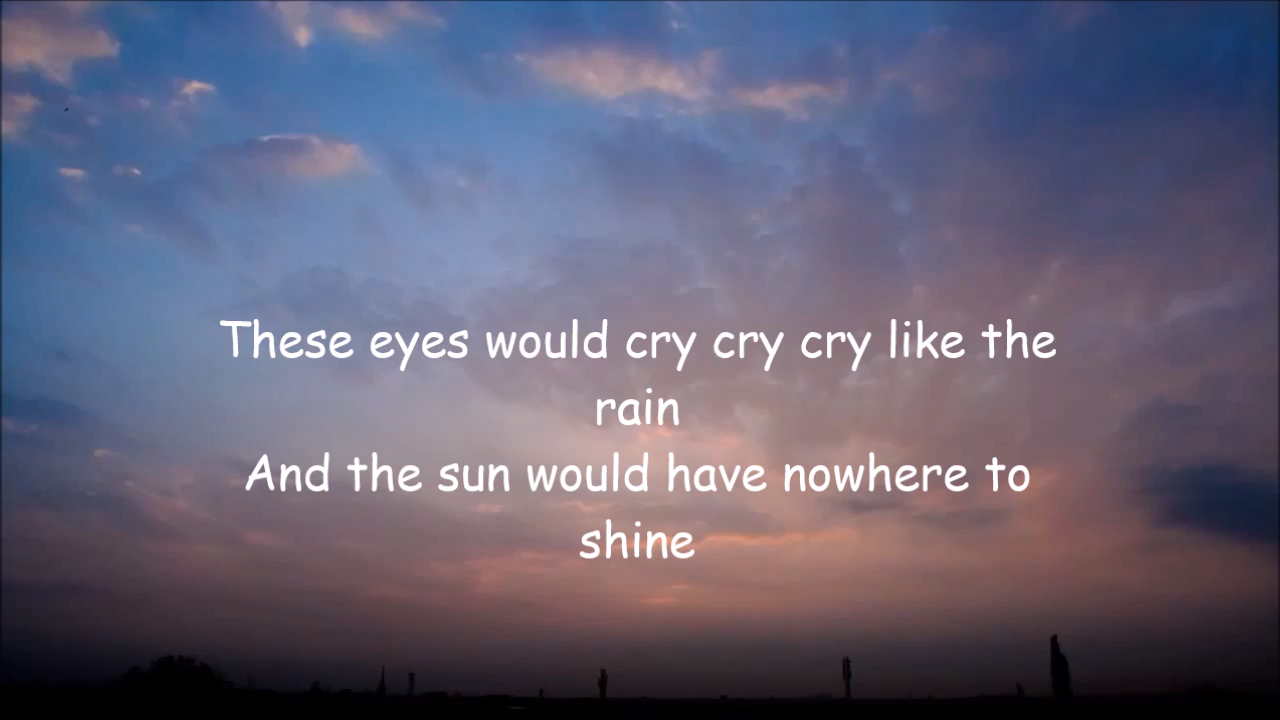 These eyes would cry cry cry like the
rain
And the sun would have nowhere to
shine